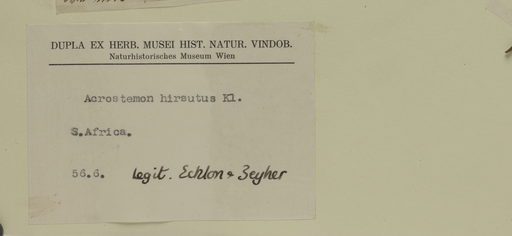 DUPLA EX HERB. MUSEI HIST. NATUR. VINDOB.
Naturhistorisches Museum Wien
Acrostemon hirsutus Kl.
S.Africa.
56.6. legit. Ecklon & Zeyher